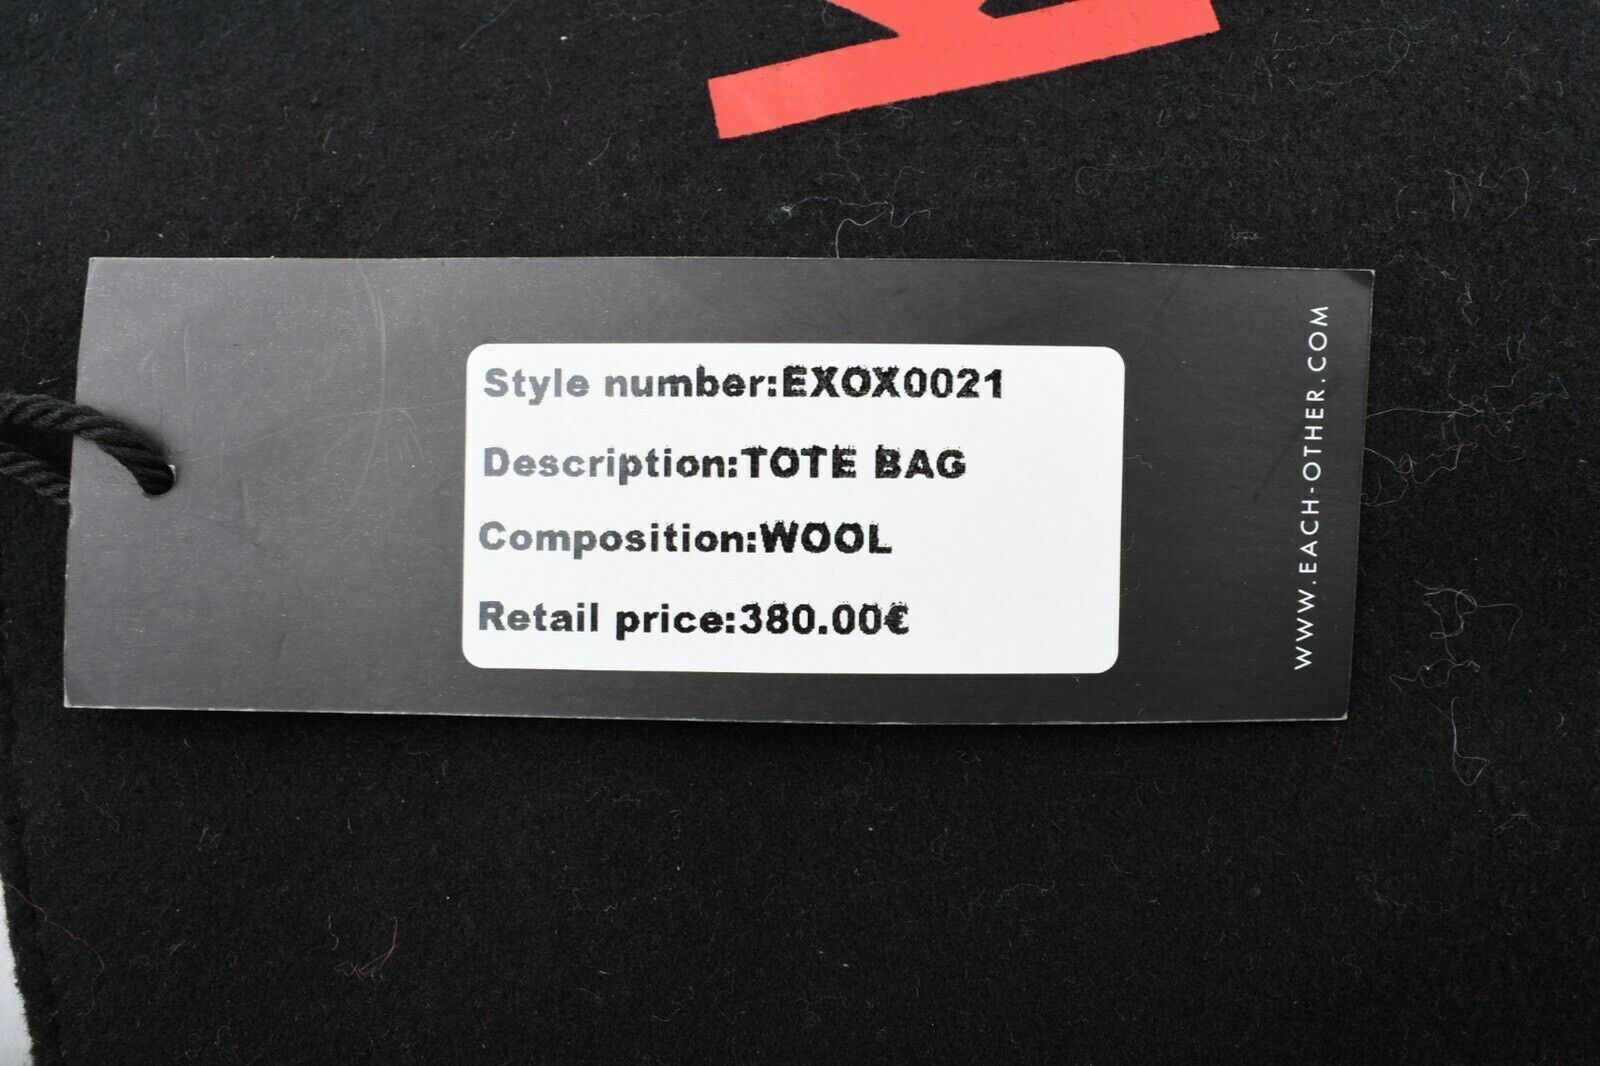 Style number:EXOX0021
Description:TOTE BAG
Composition:WOOL
Retail price:380.00€
WWW.EACH-OTHER.COM